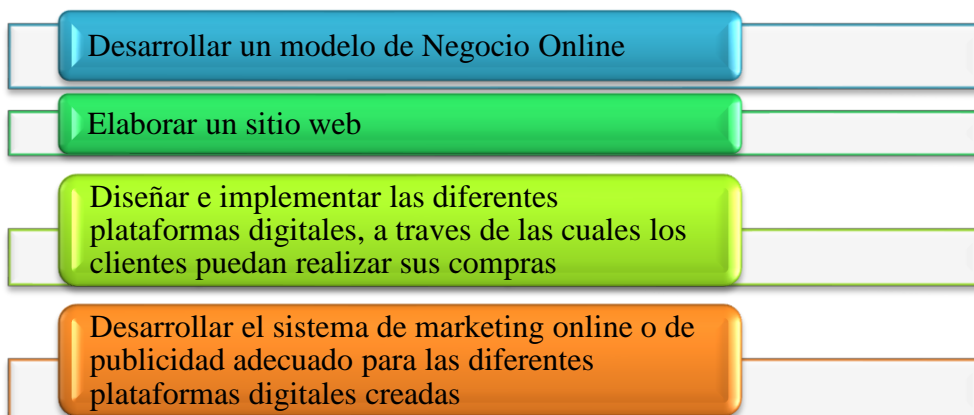 Desarrollar un modelo de Negocio Online
Elaborar un sitio web
Diseñar e implementar las diferentes
plataformas digitales, a traves de las cuales los
clientes puedan realizar sus compras
Desarrollar el sistema de marketing online o de
publicidad adecuado para las diferentes
plataformas digitales creadas